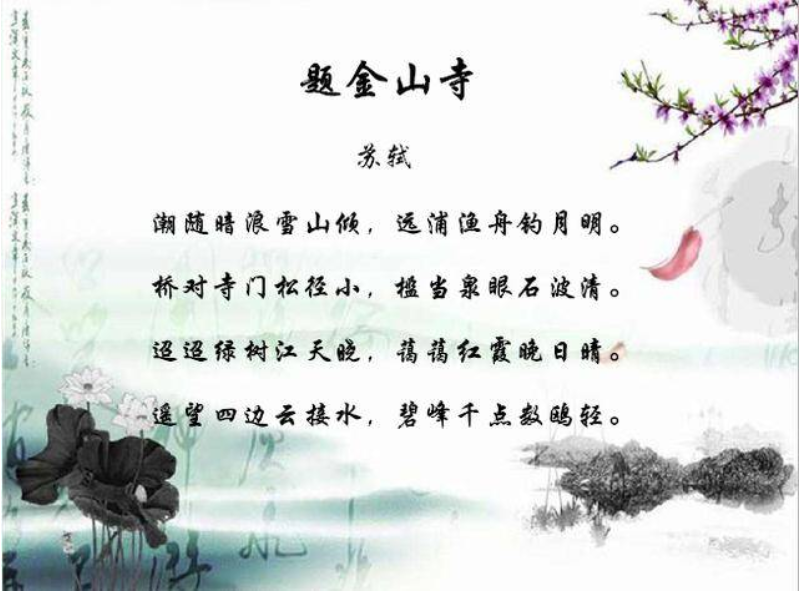 题金山寺
苏轼
潮随暗浪雪山倾，远浦渔舟钓月明。
桥对寺门松径小，槛当泉眼石波清。
迢迢绿树江天晓，蔼蔼红霞晚日晴。
遥望四边云接水，碧峰千点数鸥轻。